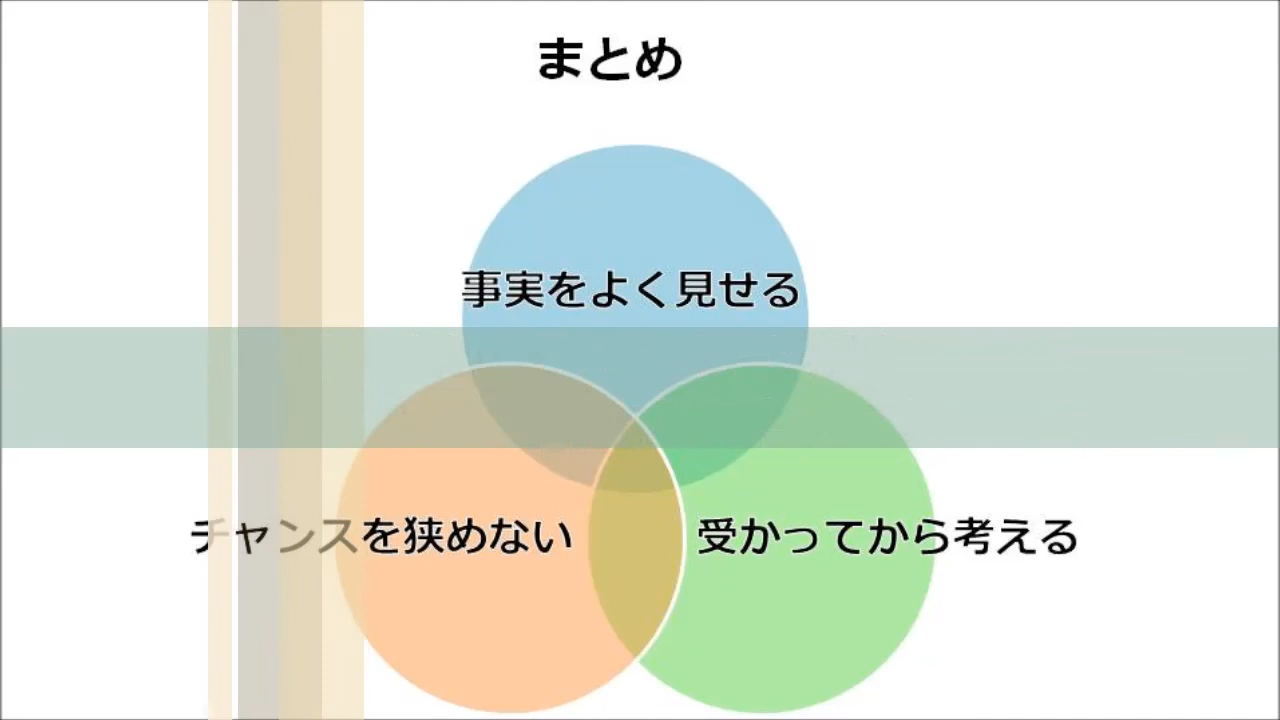 まとめ
事実をよく見せる
チャンスを狭めない
受かってから考える